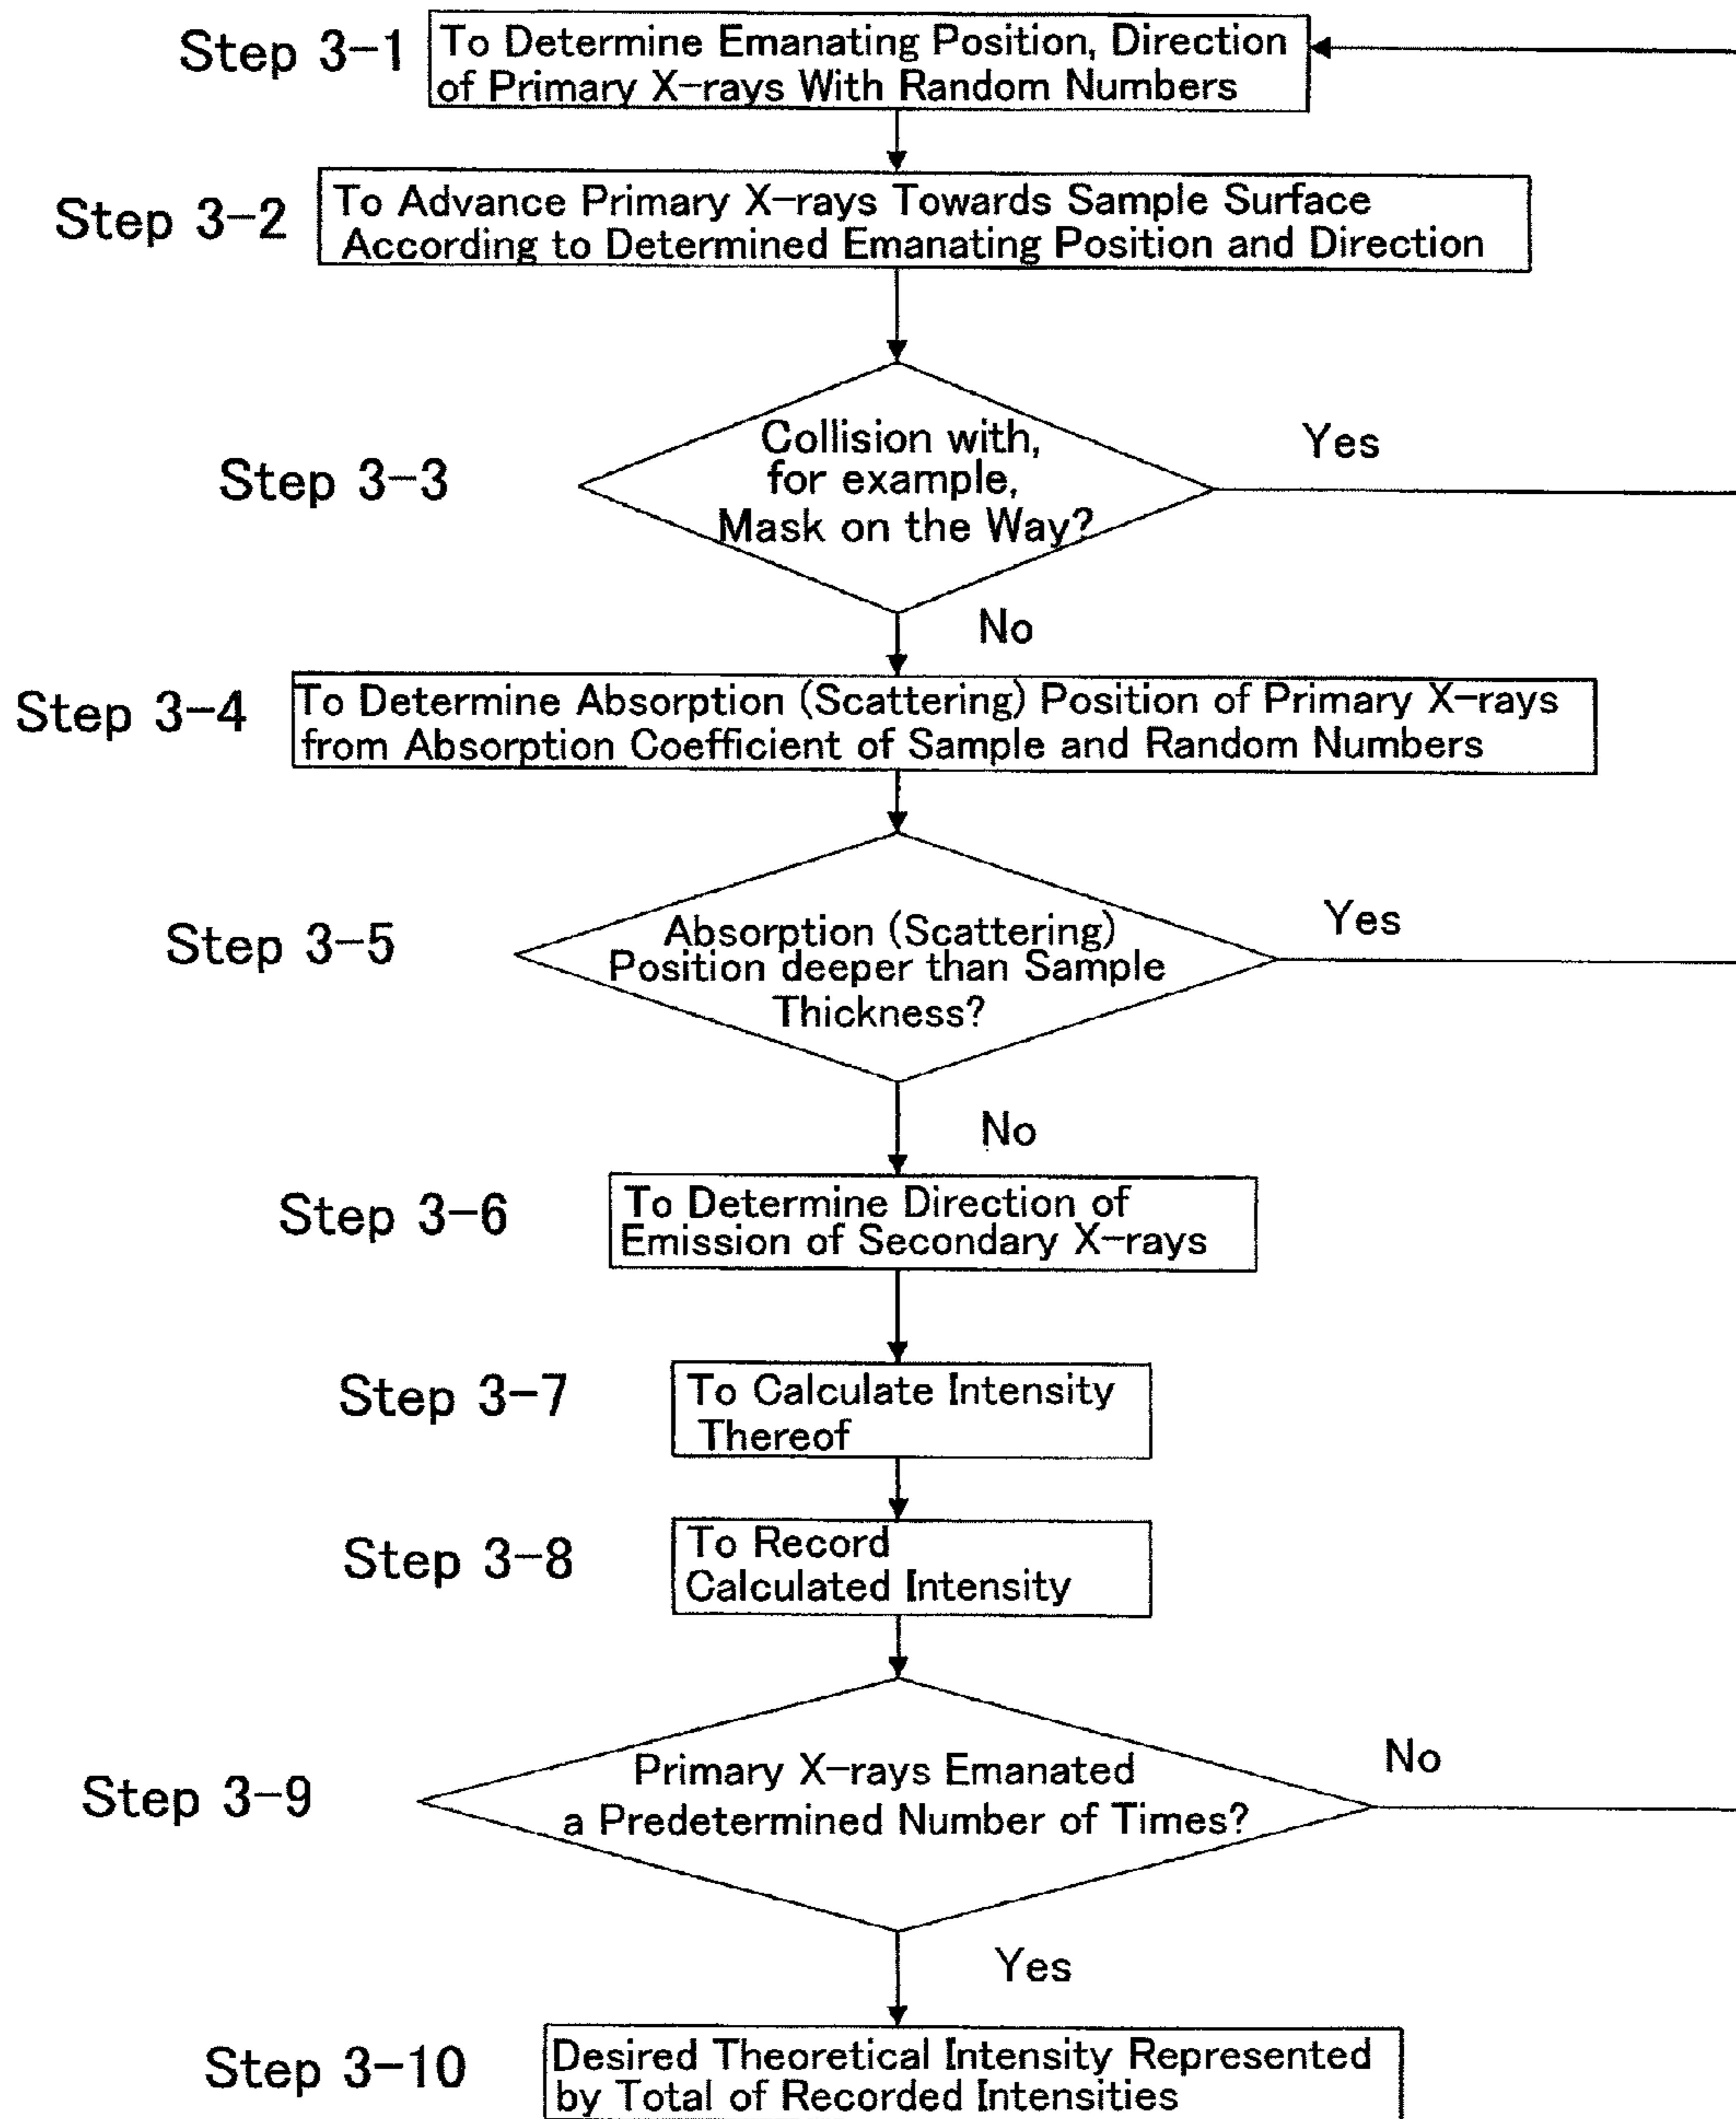 Step 3-1
To Determine Emanating Position, Direction
of Primary X-rays With Random Numbers
Step 3-2
To Advance Primary X-rays Towards Sample Surface
According to Determined Emanating Position and Direction
Step 3-3
Collision with,
for example,
Mask on the Way?
Yes
No
Step 3-4
To Determine Absorption (Scattering) Position of Primary X-rays
from Absorption Coefficient of Sample and Random Numbers
Step 3-5
Absorption (Scattering)
Position deeper than Sample
Thickness?
Yes
No
Step 3-6
To Determine Direction of
Emission of Secondary X-rays
Step 3-7
To Calculate Intensity
Thereof
Step 3-8
To Record
Calculated Intensity
Step 3-9
Primary X-rays Emanated
a Predetermined Number of Times?
No
Yes
Step 3-10
Desired Theoretical Intensity Represented
by Total of Recorded Intensities